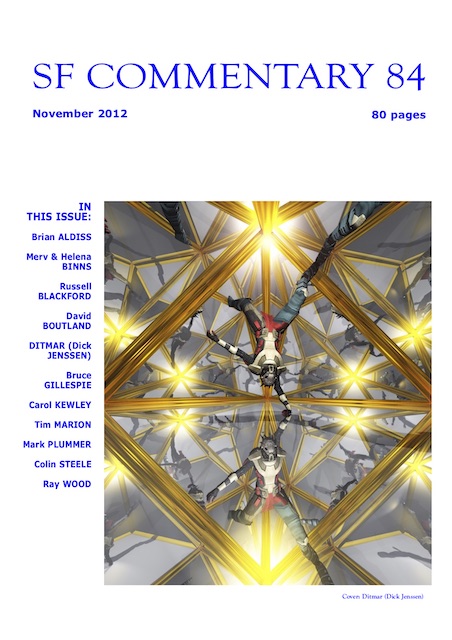 SF COMMENTARY 84
November 2012
80 pages
IN
THIS ISSUE:
Brian ALDISS
Merv & Helena
BINNS
Russell
BLACKFORD
David
BOUTLAND
DITMAR (Dick
JENSSEN)
Bruce
GILLESPIE
Carol KEWLEY
Tim MARION
Mark PLUMMER
Colin STEELE
Ray WOOD
Coven Ditmar (Dick Jenssen)